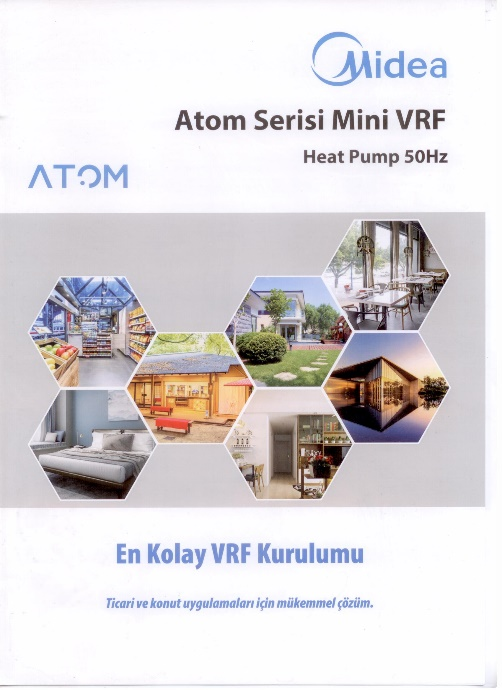 Midea
Atom Serisi Mini VRF
Heat Pump 50Hz
ATOM
En Kolay VRF Kurulumu
Ticari ve konut uygulamaları için mükemmel çözüm.